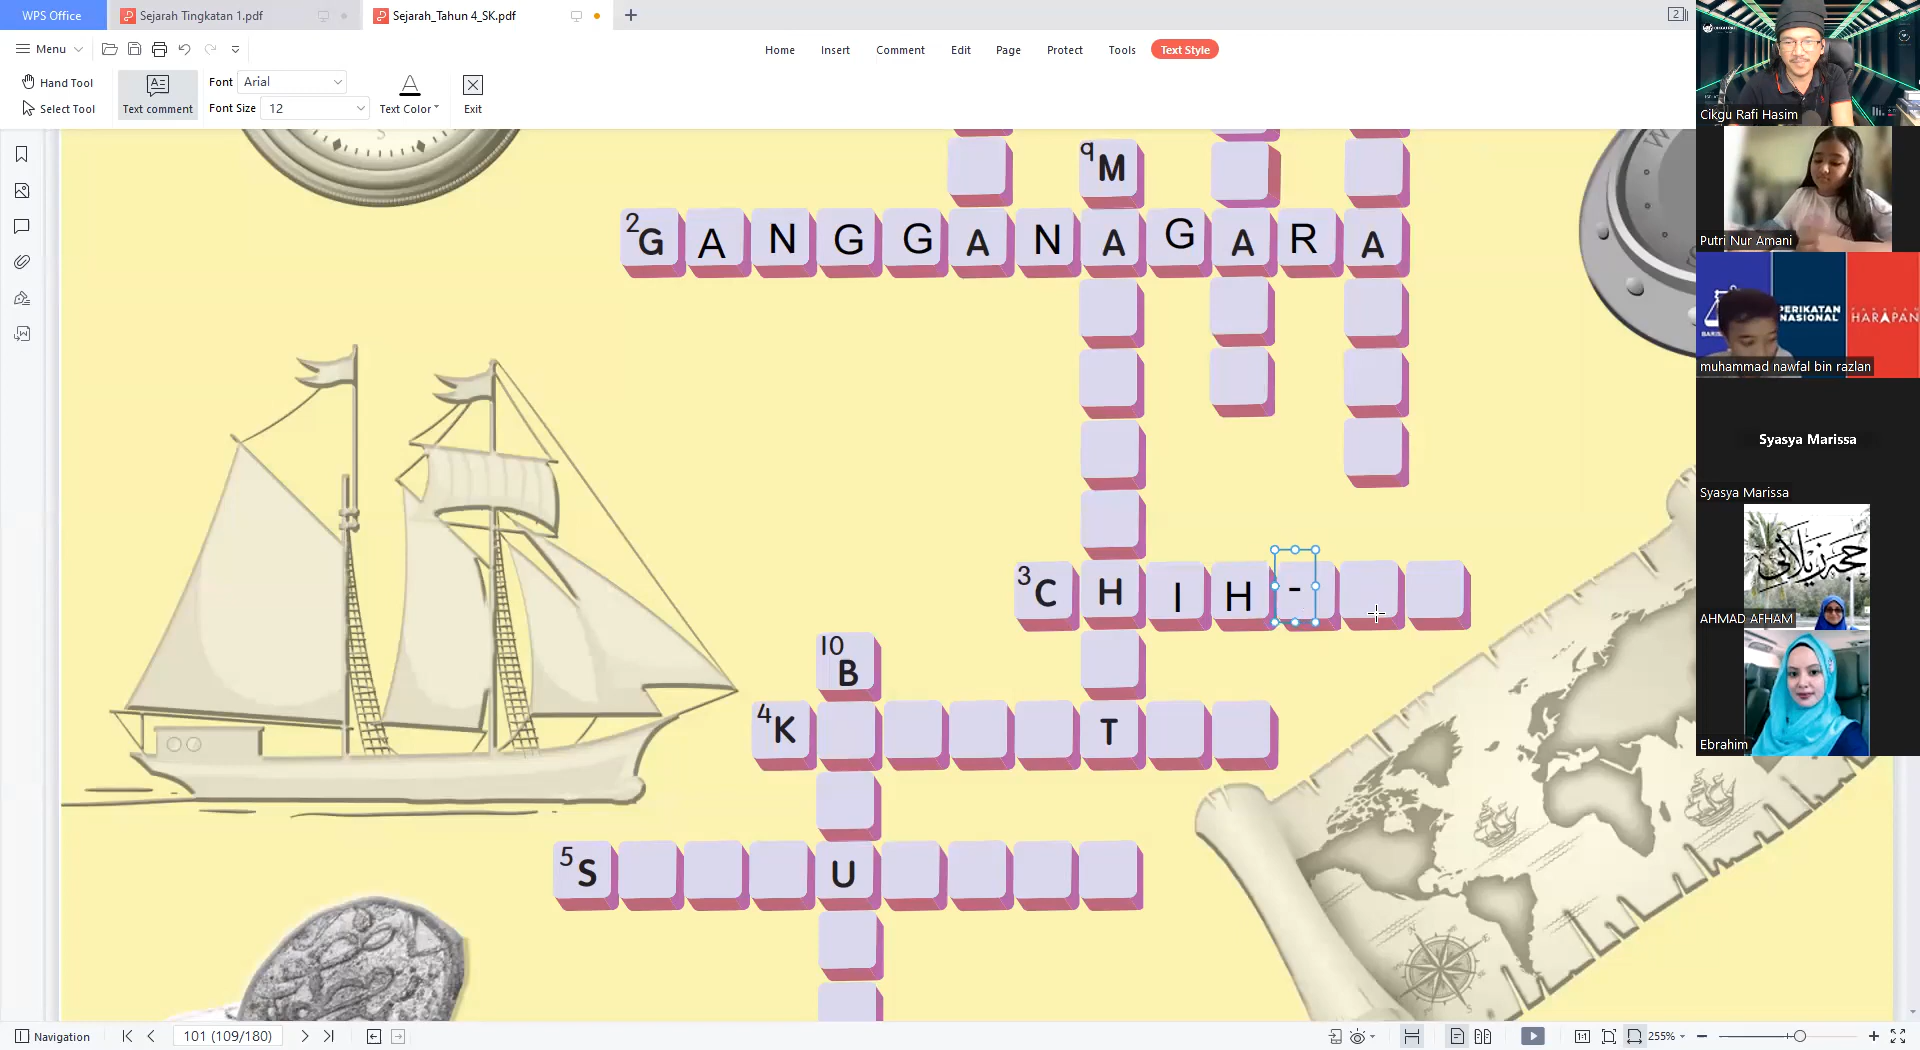 WPS Office
Sejarah Tingkatan 1.pdf
Sejarah_Tahun 4_SK.pdf
2
Menu
Home
Insert
Comment
Edit
Page
Protect
Tools
Text Style
Hand Tool
Select Tool
Text comment
Font
Arial
Font Size
12
Text Color
Exit
9
M
2
G A N G G A N A G A R A
3
C H I H -
10
B
4
K T
5
S U
Cikgu Rafi Hasim
Putri Nur Amani
PERIKATAN
NASIONAL
HARAPAN
muhammad nawfal bin razlan
Syasya Marissa
Syasya Marissa
AHMAD AFHAM
Ebrahim
Navigation
101 (109/180)
1:1
255%